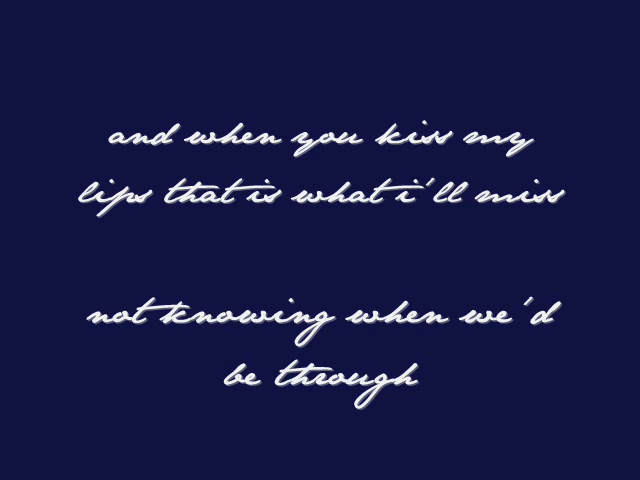 and when you kiss my
lips that is what i'll miss
not knowing when we'd
be through